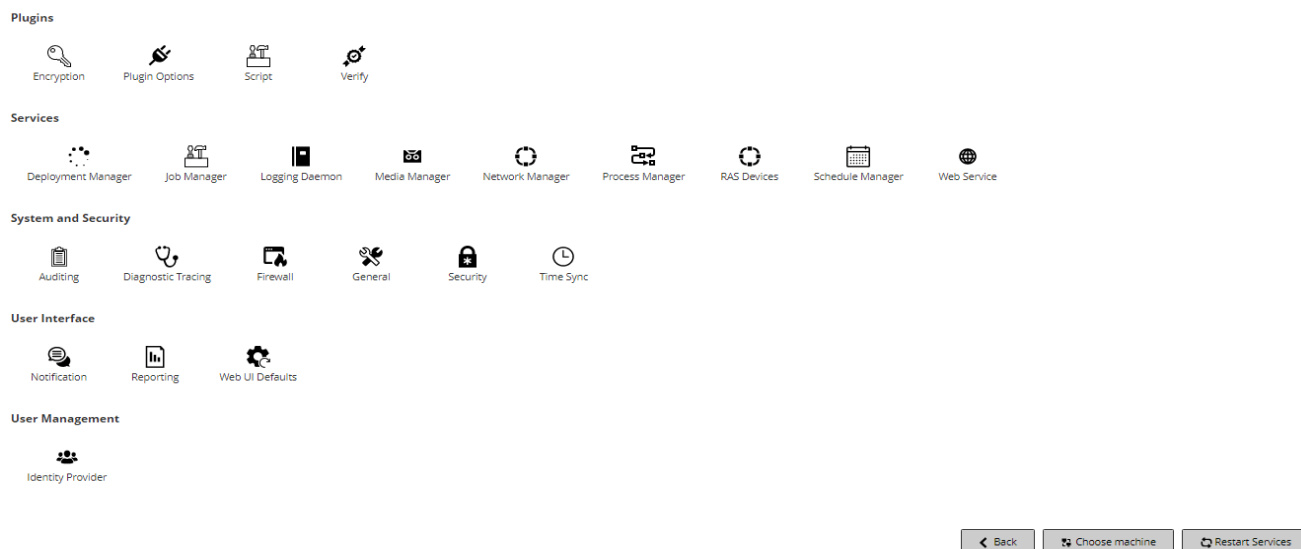 Plugins
Encryption Plugin Options Script Verify
Services
Deployment Manager Job Manager Logging Daemon Media Manager Network Manager Process Manager RAS Devices Schedule Manager Web Service
System and Security
Auditing Diagnostic Tracing Firewall General Security Time Sync
User Interface
Notification Reporting Web UI Defaults
User Management
Identity Provider
Back Choose machine Restart Services